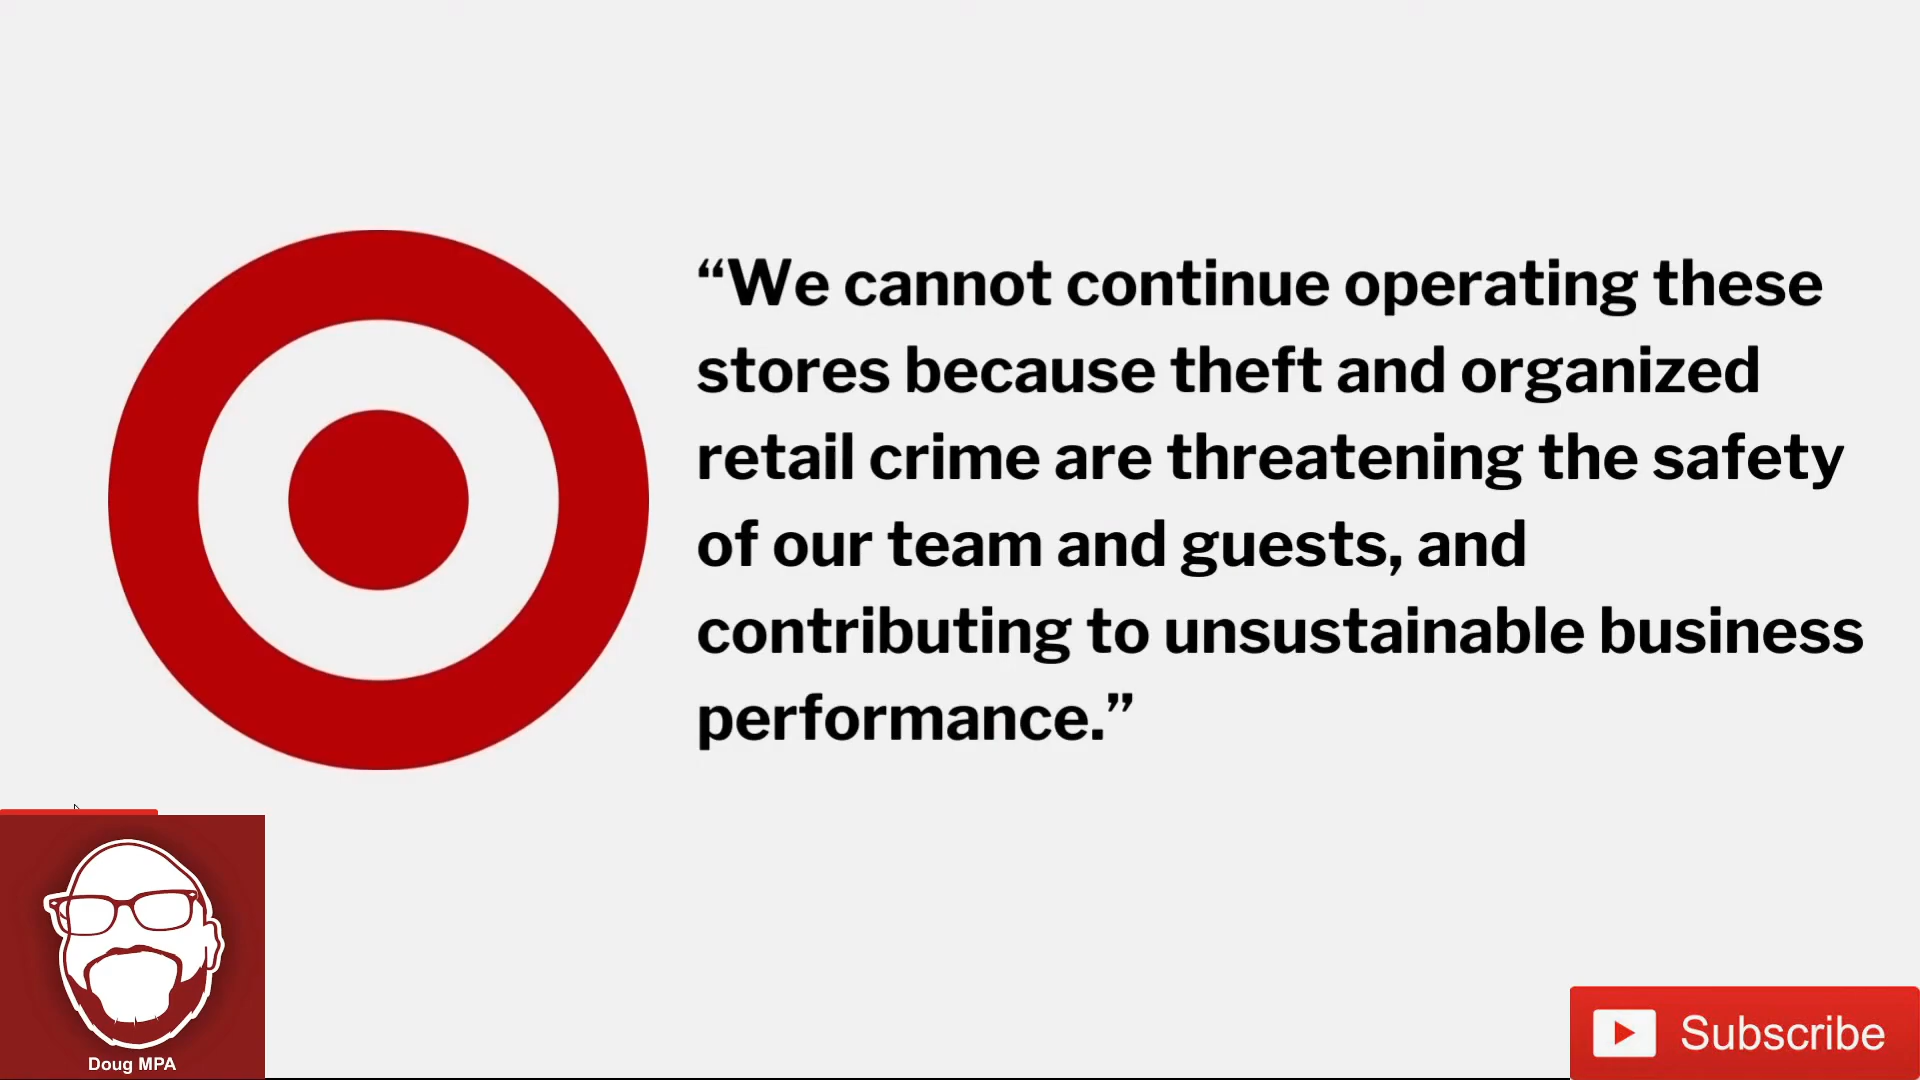 “We cannot continue operating these
stores because theft and organized
retail crime are threatening the safety
of our team and guests, and
contributing to unsustainable business
performance.”
Doug MPA
Subscribe